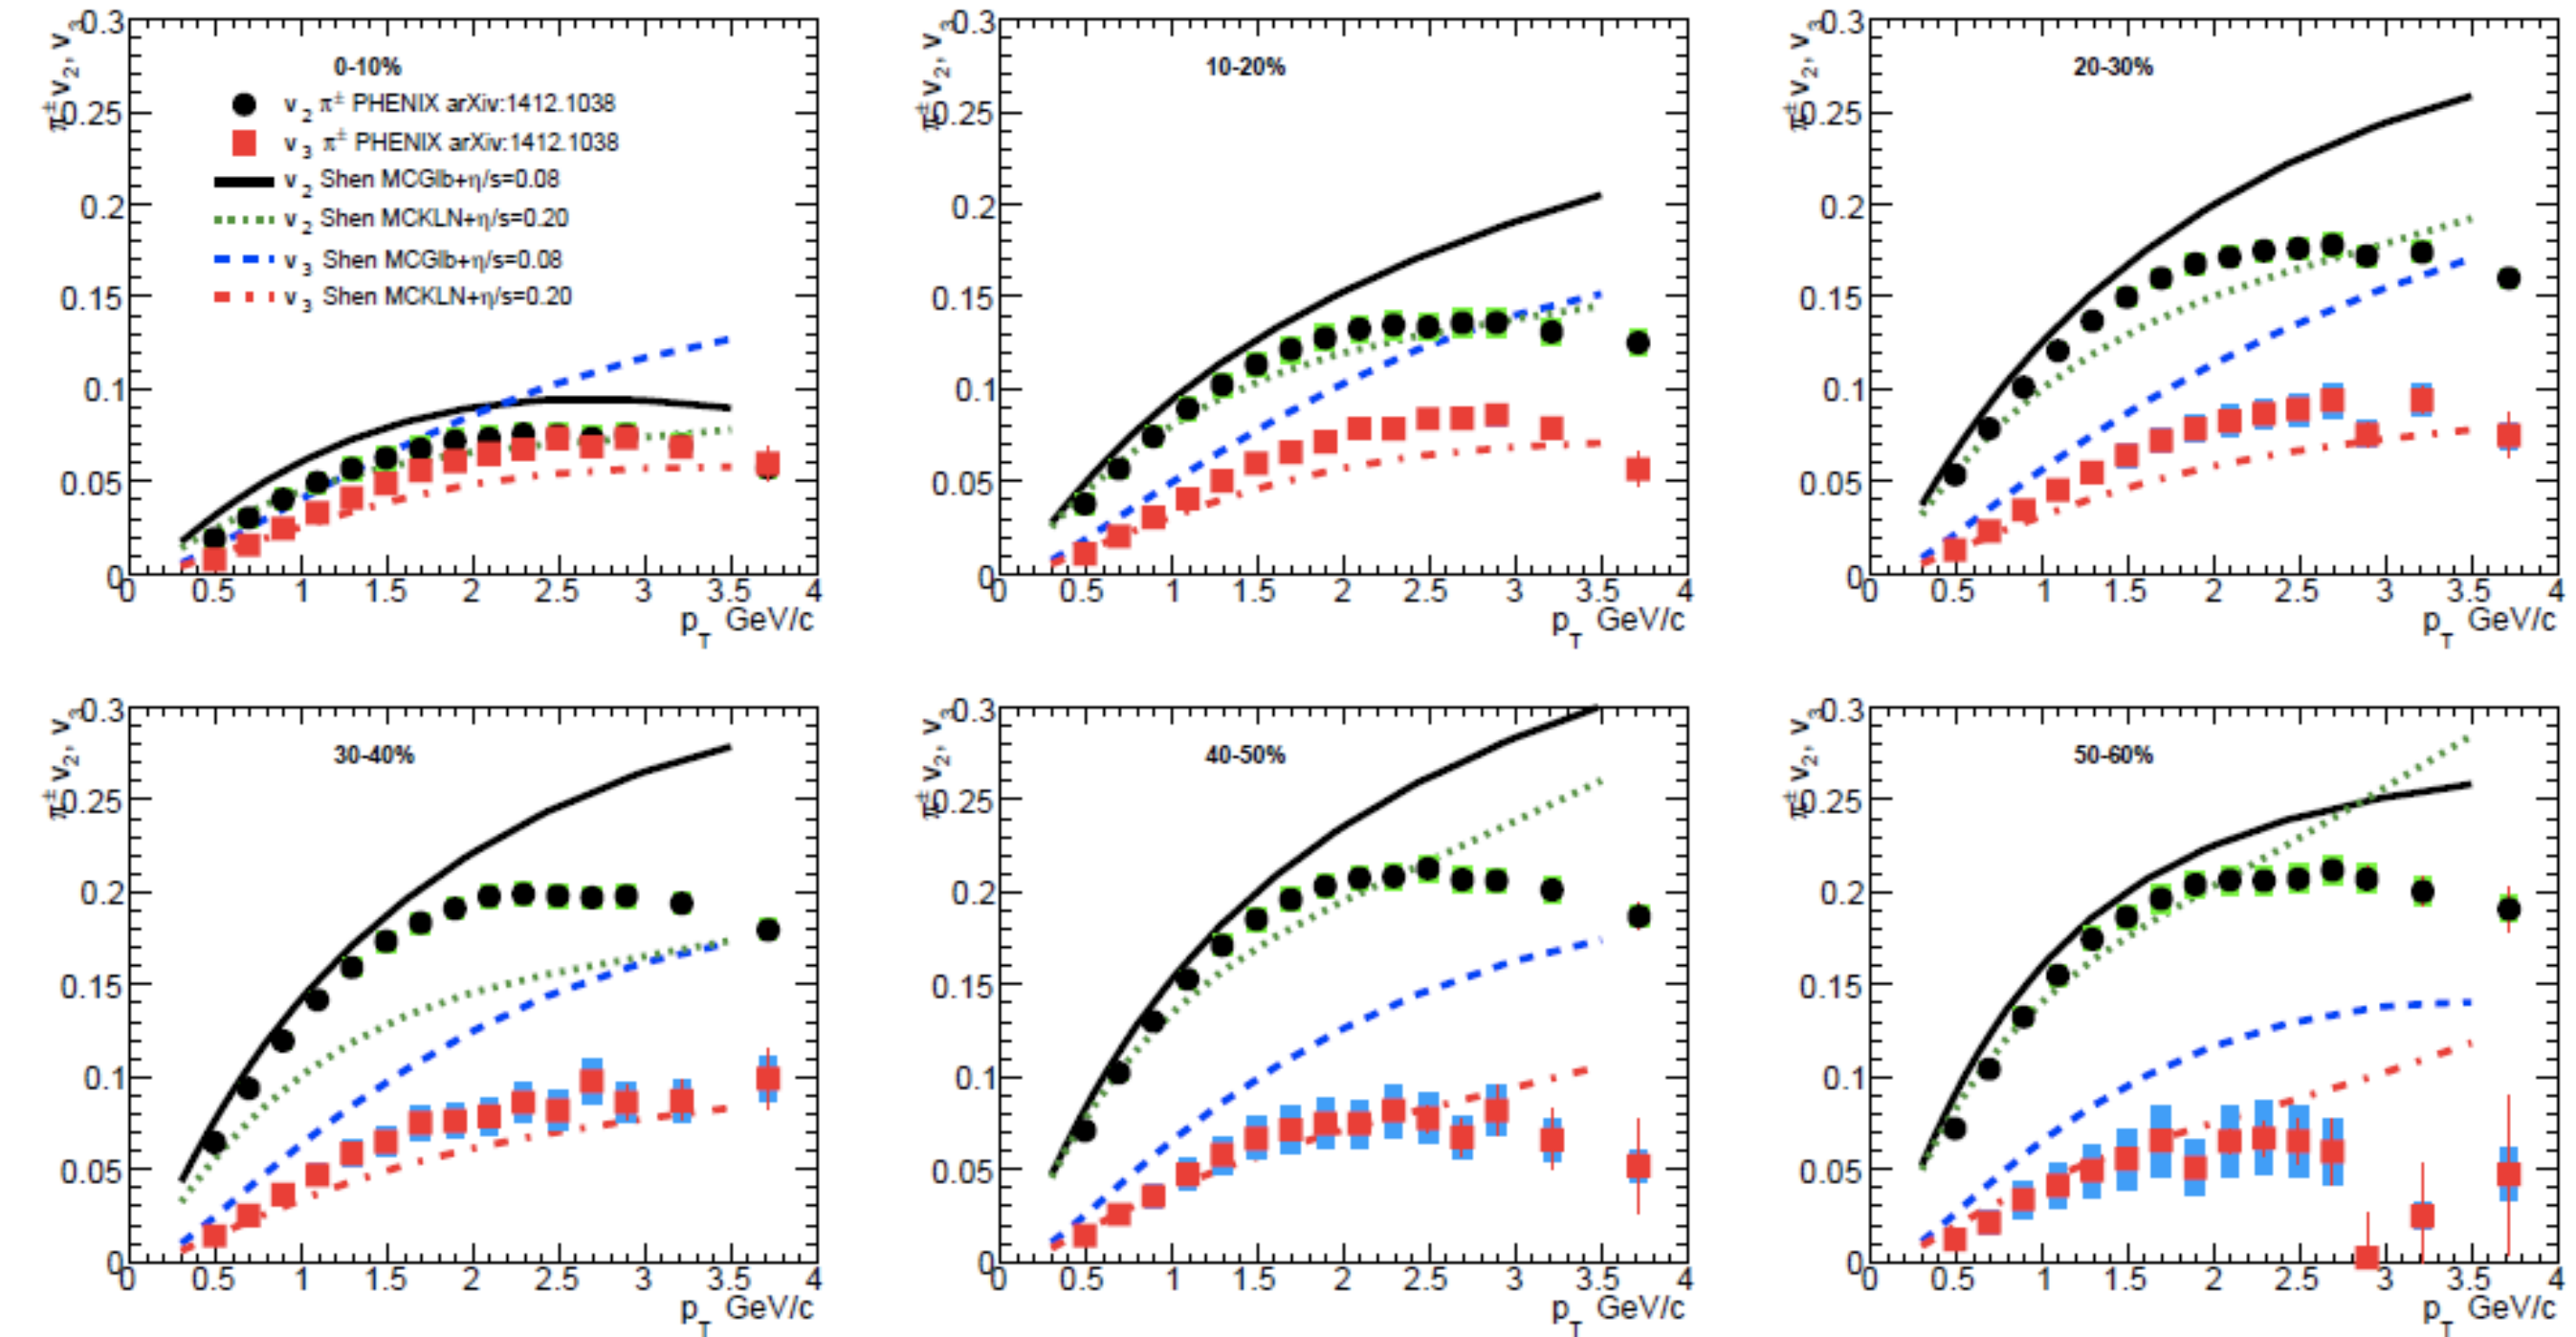 π± v2, v3
0.3
0.25
0.2
0.15
0.1
0.05
0
0-10%
v2 π± PHENIX arXiv:1412.1038
v3 π± PHENIX arXiv:1412.1038
v2 Shen MCGlb+η/s=0.08
v2 Shen MCKLN+η/s=0.20
v3 Shen MCGlb+η/s=0.08
v3 Shen MCKLN+η/s=0.20
0 0.5 1 1.5 2 2.5 3 3.5 4
pT GeV/c
π± v2, v3
0.3
0.25
0.2
0.15
0.1
0.05
0
10-20%
0 0.5 1 1.5 2 2.5 3 3.5 4
pT GeV/c
π± v2, v3
0.3
0.25
0.2
0.15
0.1
0.05
0
20-30%
0 0.5 1 1.5 2 2.5 3 3.5 4
pT GeV/c
π± v2, v3
0.3
0.25
0.2
0.15
0.1
0.05
0
30-40%
0 0.5 1 1.5 2 2.5 3 3.5 4
pT GeV/c
π± v2, v3
0.3
0.25
0.2
0.15
0.1
0.05
0
40-50%
0 0.5 1 1.5 2 2.5 3 3.5 4
pT GeV/c
π± v2, v3
0.3
0.25
0.2
0.15
0.1
0.05
0
50-60%
0 0.5 1 1.5 2 2.5 3 3.5 4
pT GeV/c